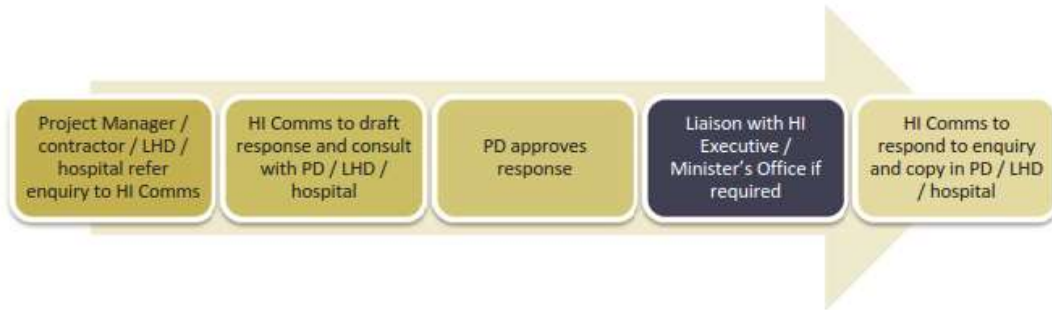 Project Manager /
contractor / LHD /
hospital refer
enquiry to HI Comms
HI Comms to draft
response and consult
with PD / LHD /
hospital
PD approves
response
Liaison with HI
Executive /
Minister's Office if
required
HI Comms to
respond to enquiry
and copy in PD / LHD
/ hospital